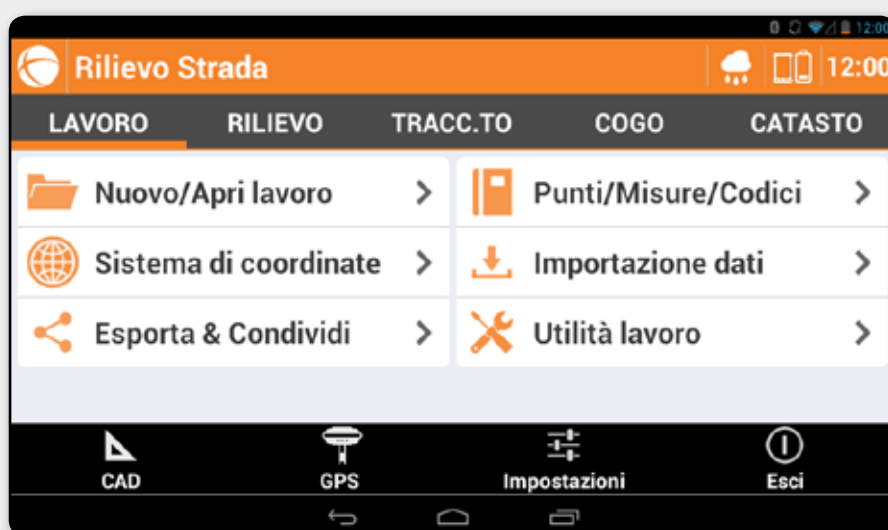 12:00
Rilievo Strada 12:00
LAVORO RILIEVO TRACC.TO COGO CATASTO
Nuovo/Apri lavoro Punti/Misure/Codici
Sistema di coordinate Importazione dati
Esporta & Condividi Utilità lavoro
CAD GPS Impostazioni Esci